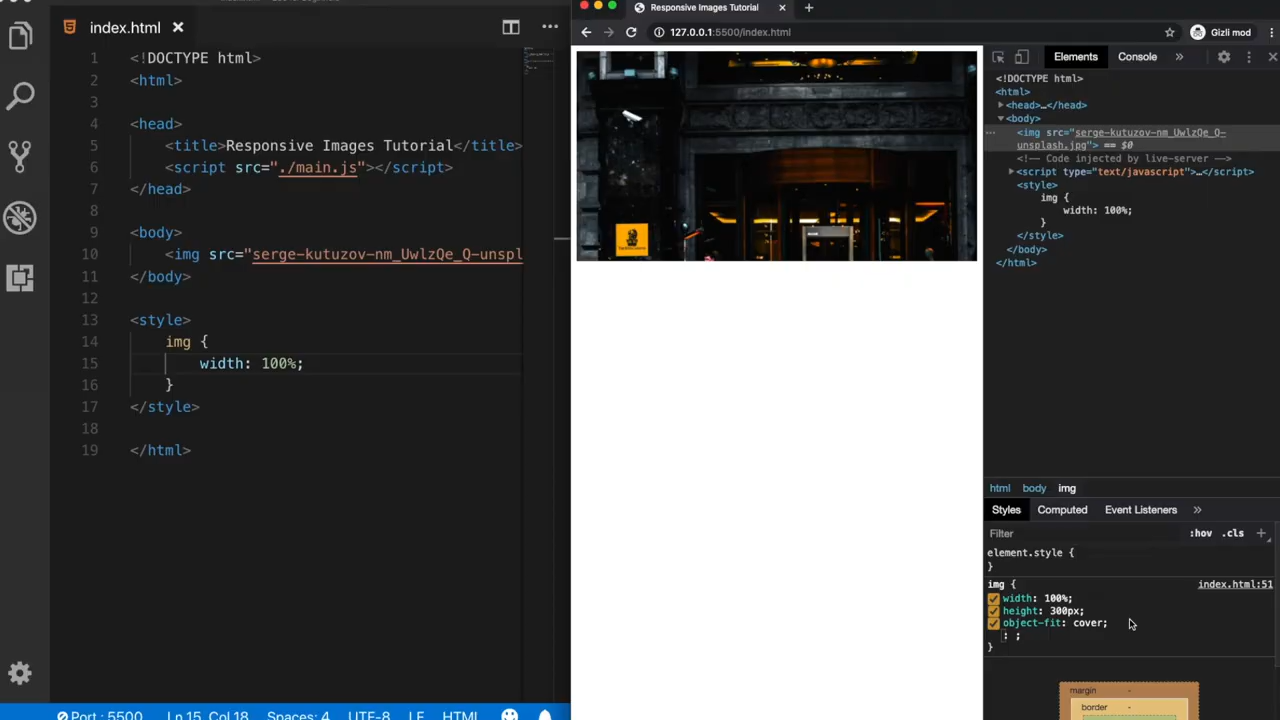 index.html
1 <!DOCTYPE html>
2 <html>
3
4 <head>
5 <title>Responsive Images Tutorial</title>
6 <script src="./main.js"></script>
7 </head>
8
9 <body>
10 <img src="serge-kutuzov-nm_UwlzQe_Q-unspl
11 </body>
12
13 <style>
14 img {
15 width: 100%;
16 }
17 </style>
18
19 </html>
Port : 5500 Ln 15, Col 18 Spaces: 4 UTF-8 LF HTML
Responsive Images Tutorial
127.0.0.1:5500/index.html
Gizli mod
Elements Console
<!DOCTYPE html>
<html>
<head>…</head>
<body>
<img src="serge-kutuzov-nm_UwlzQe_Q-
unsplash.jpg"> == $0
<!-- Code injected by live-server -->
<script type="text/javascript">…</script>
<style>
img {
width: 100%;
}
</style>
</body>
</html>
html body img
Styles Computed Event Listeners
Filter :hov .cls
element.style {
}
img { index.html:51
width: 100%;
height: 300px;
object-fit: cover;
: ;
}
margin -
border -